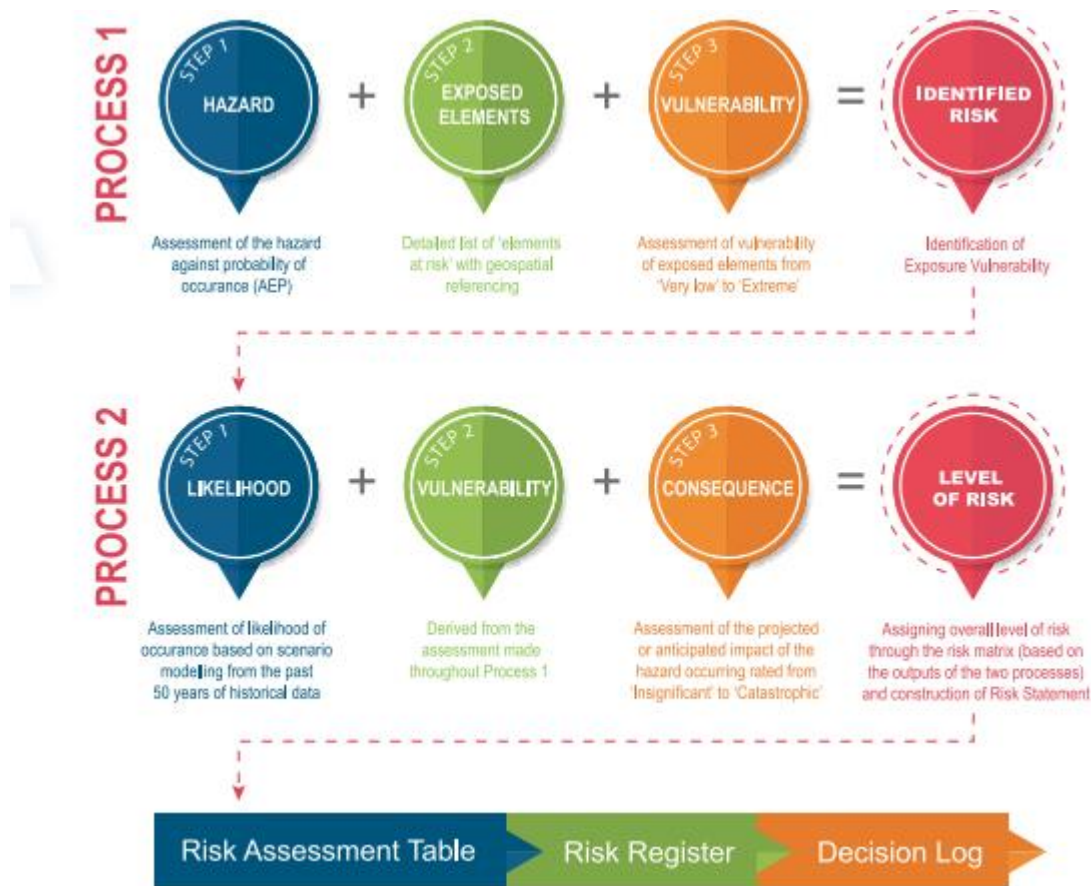 PROCESS 1
STEP 1
HAZARD
+
STEP 2
EXPOSED
ELEMENTS
+
STEP 3
VULNERABILITY
=
IDENTIFIED
RISK
Assessment of the hazard
against probability of
occurance (AEP)
Detailed list of 'elements
at risk' with geospatial
referencing
Assessment of vulnerability
of exposed elements from
'Very low' to 'Extreme'
Identification of
Exposure Vulnerability
PROCESS 2
STEP 1
LIKELIHOOD
+
STEP 2
VULNERABILITY
+
STEP 3
CONSEQUENCE
=
LEVEL
OF RISK
Assessment of likelihood of
occurance based on scenario
modelling from the past
50 years of historical data
Derived from the
assessment made
throughout Process 1
Assessment of the projected
or anticipated impact of the
hazard occurring rated from
'Insignificant' to 'Catastrophic'
Assigning overall level of risk
through the risk matrix (based
on the outputs of the two processes)
and construction of Risk Statement
Risk Assessment Table
Risk Register
Decision Log